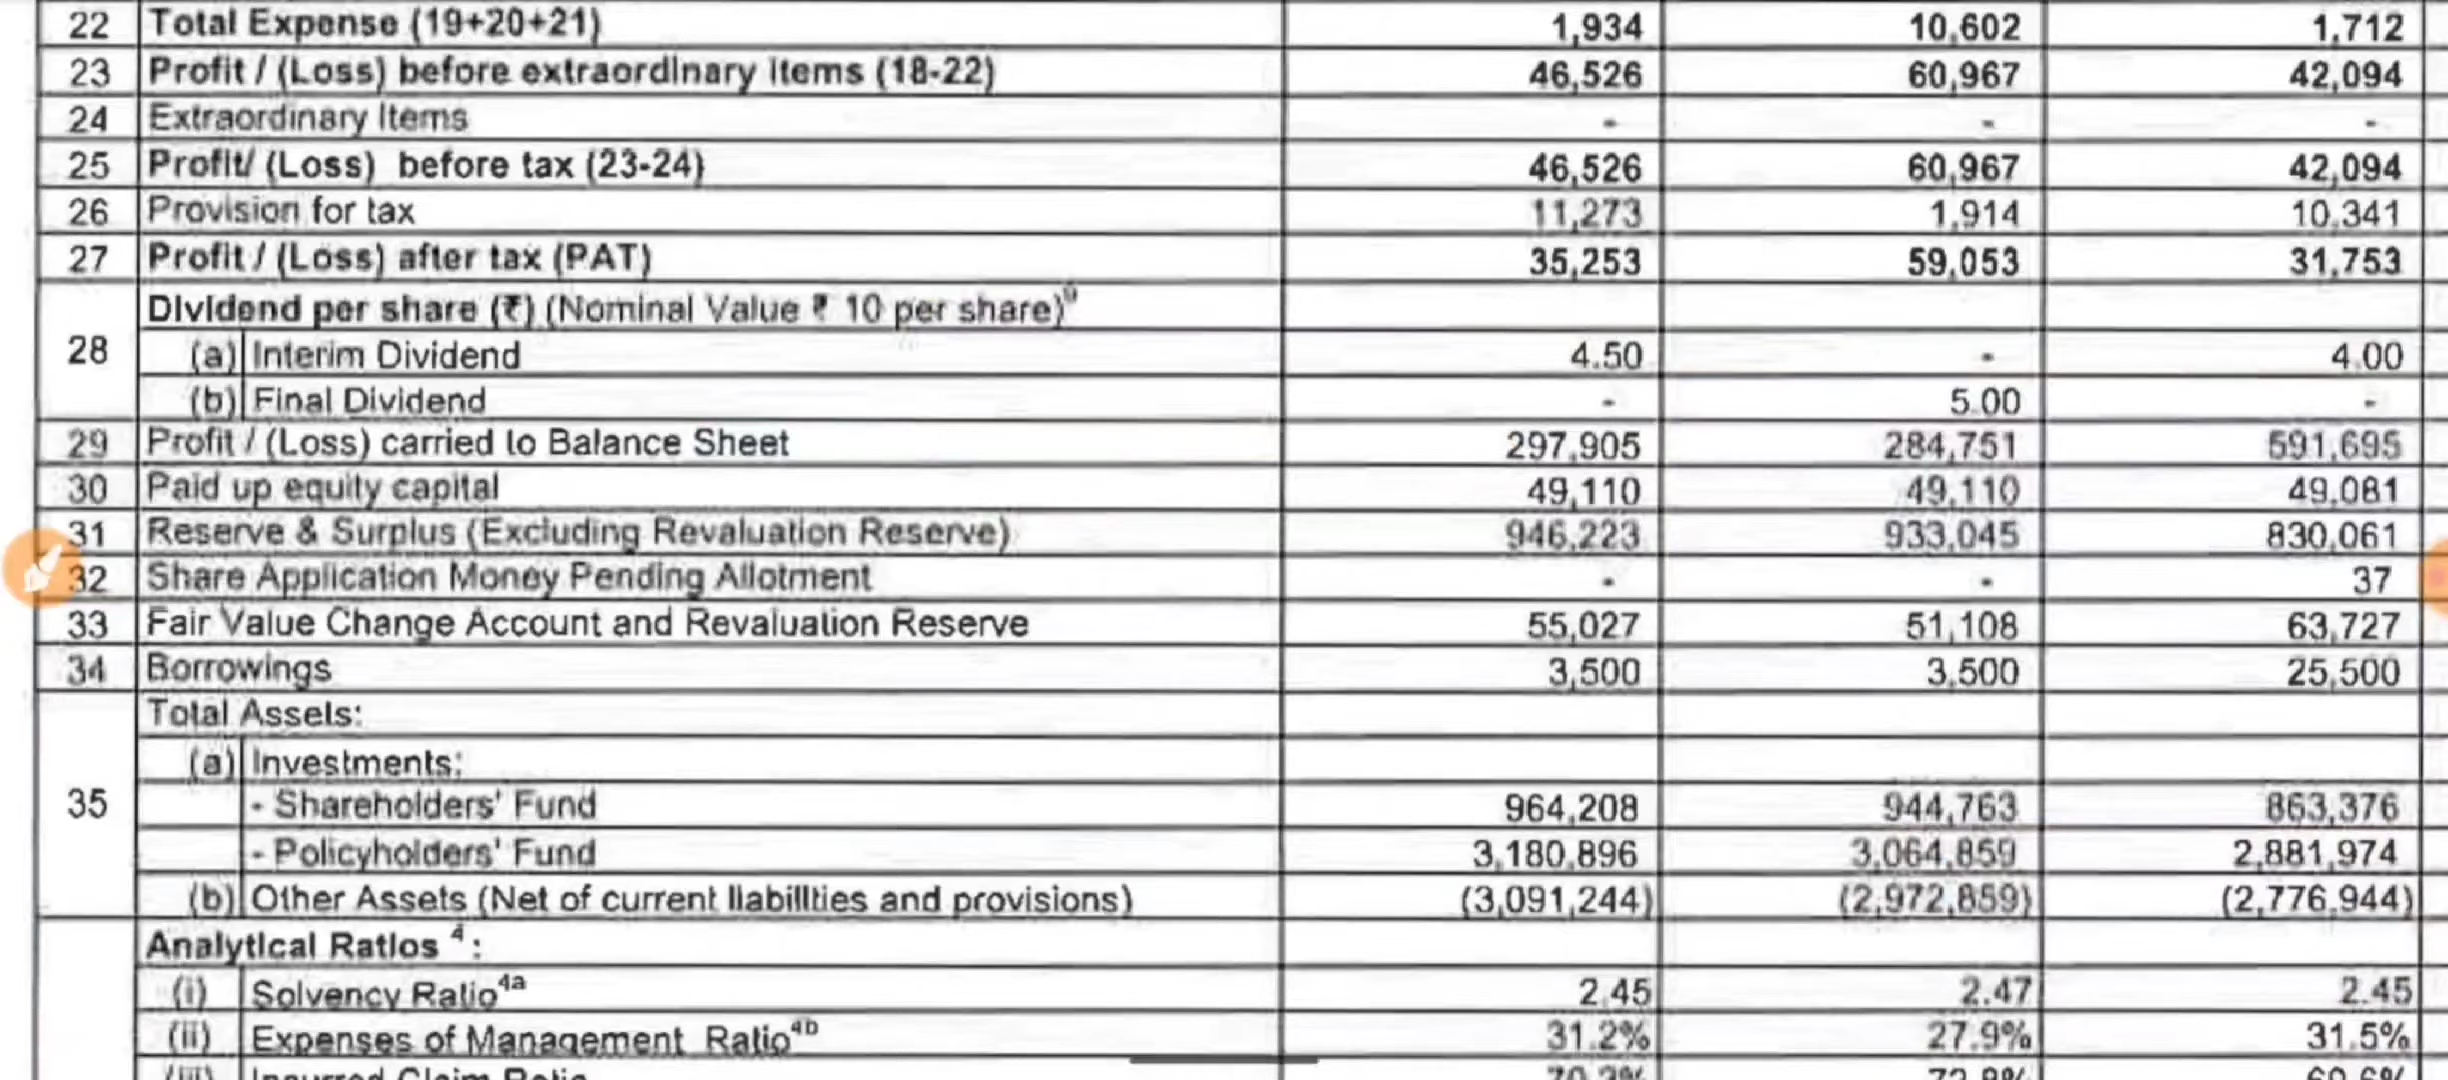 22 Total Expense (19+20+21) 1,934 10,602 1,712
23 Profit / (Loss) before extraordinary items (18-22) 46,526 60,967 42,094
24 Extraordinary Items - - -
25 Profit/ (Loss) before tax (23-24) 46,526 60,967 42,094
26 Provision for tax 11,273 1,914 10,341
27 Profit / (Loss) after tax (PAT) 35,253 59,053 31,753
28 Dividend per share (₹) (Nominal Value ₹ 10 per share)⁹
(a) Interim Dividend 4.50 - 4.00
(b) Final Dividend - 5.00 -
29 Profit / (Loss) carried to Balance Sheet 297,905 284,751 591,695
30 Paid up equity capital 49,110 49,110 49,081
31 Reserve & Surplus (Excluding Revaluation Reserve) 946,223 933,045 830,061
32 Share Application Money Pending Allotment - - 37
33 Fair Value Change Account and Revaluation Reserve 55,027 51,108 63,727
34 Borrowings 3,500 3,500 25,500
35 Total Assets:
(a) Investments:
- Shareholders' Fund 964,208 944,763 863,376
- Policyholders' Fund 3,180,896 3,064,859 2,881,974
(b) Other Assets (Net of current liabilities and provisions) (3,091,244) (2,972,859) (2,776,944)
Analytical Ratios ⁴ :
(i) Solvency Ratio4a 2.45 2.47 2.45
(ii) Expenses of Management Ratio4b 31.2% 27.9% 31.5%
(iii) Incurred Claim Ratio